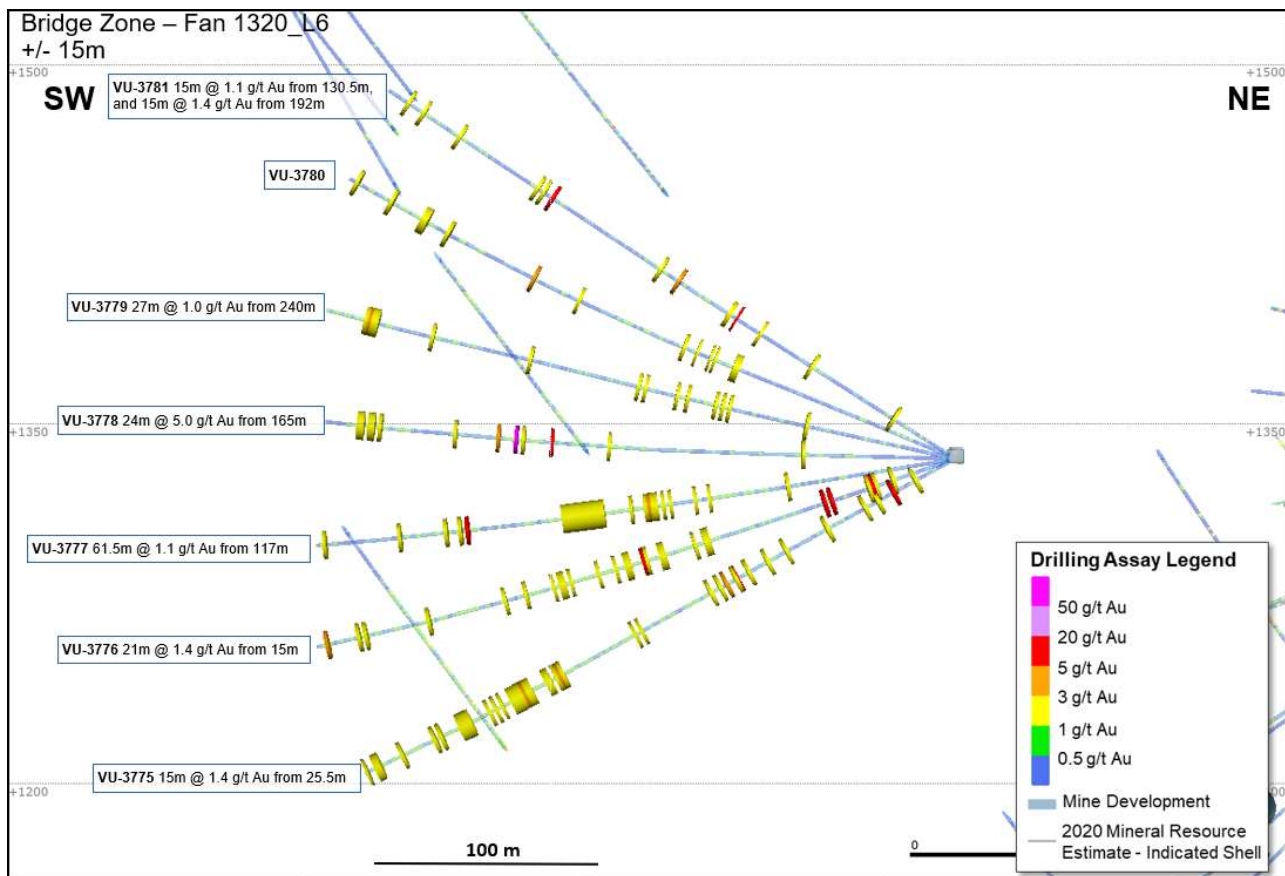 Bridge Zone – Fan 1320_L6
+/- 15m
+1500
+1500
SW
NE
VU-3781 15m @ 1.1 g/t Au from 130.5m,
and 15m @ 1.4 g/t Au from 192m
VU-3780
VU-3779 27m @ 1.0 g/t Au from 240m
VU-3778 24m @ 5.0 g/t Au from 165m
+1350
+1350
VU-3777 61.5m @ 1.1 g/t Au from 117m
VU-3776 21m @ 1.4 g/t Au from 15m
VU-3775 15m @ 1.4 g/t Au from 25.5m
+1200
Drilling Assay Legend
50 g/t Au
20 g/t Au
5 g/t Au
3 g/t Au
1 g/t Au
0.5 g/t Au
Mine Development
2020 Mineral Resource
Estimate - Indicated Shell
100 m
0